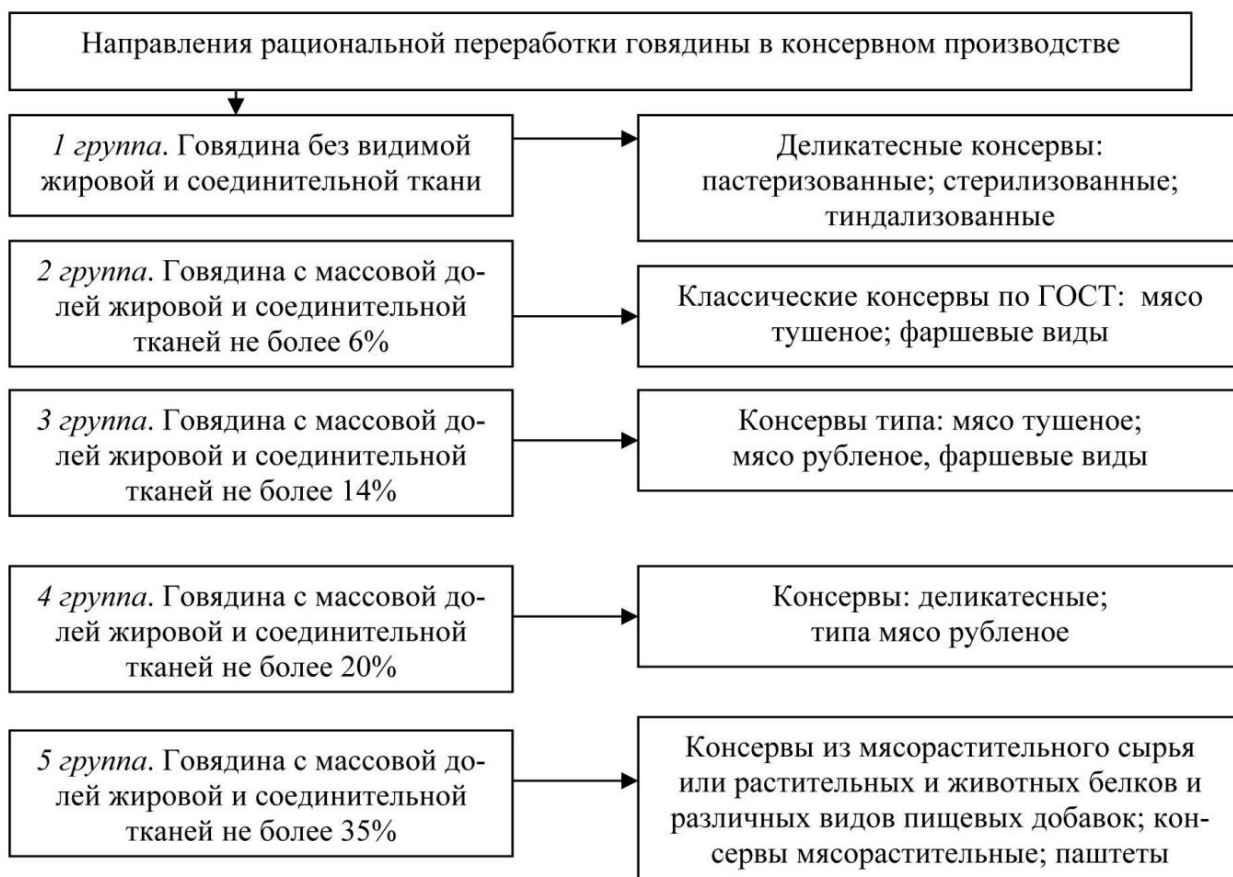 Направления рациональной переработки говядины в консервном производстве
1 группа. Говядина без видимой
жировой и соединительной ткани
Деликатесные консервы:
пастеризованные; стерилизованные;
тиндализованные
2 группа. Говядина с массовой до-
лей жировой и соединительной
тканей не более 6%
Классические консервы по ГОСТ: мясо
тушеное; фаршевые виды
3 группа. Говядина с массовой до-
лей жировой и соединительной
тканей не более 14%
Консервы типа: мясо тушеное;
мясо рубленое, фаршевые виды
4 группа. Говядина с массовой до-
лей жировой и соединительной
тканей не более 20%
Консервы: деликатесные;
типа мясо рубленое
5 группа. Говядина с массовой до-
лей жировой и соединительной
тканей не более 35%
Консервы из мясорастительного сырья
или растительных и животных белков и
различных видов пищевых добавок; кон-
сервы мясорастительные; паштеты